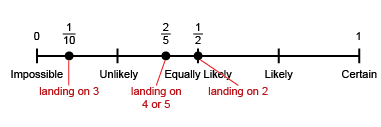 0 1/10 2/5 1/2 1
Impossible Unlikely Equally Likely Likely Certain
landing on 3 landing on landing on 2
4 or 5